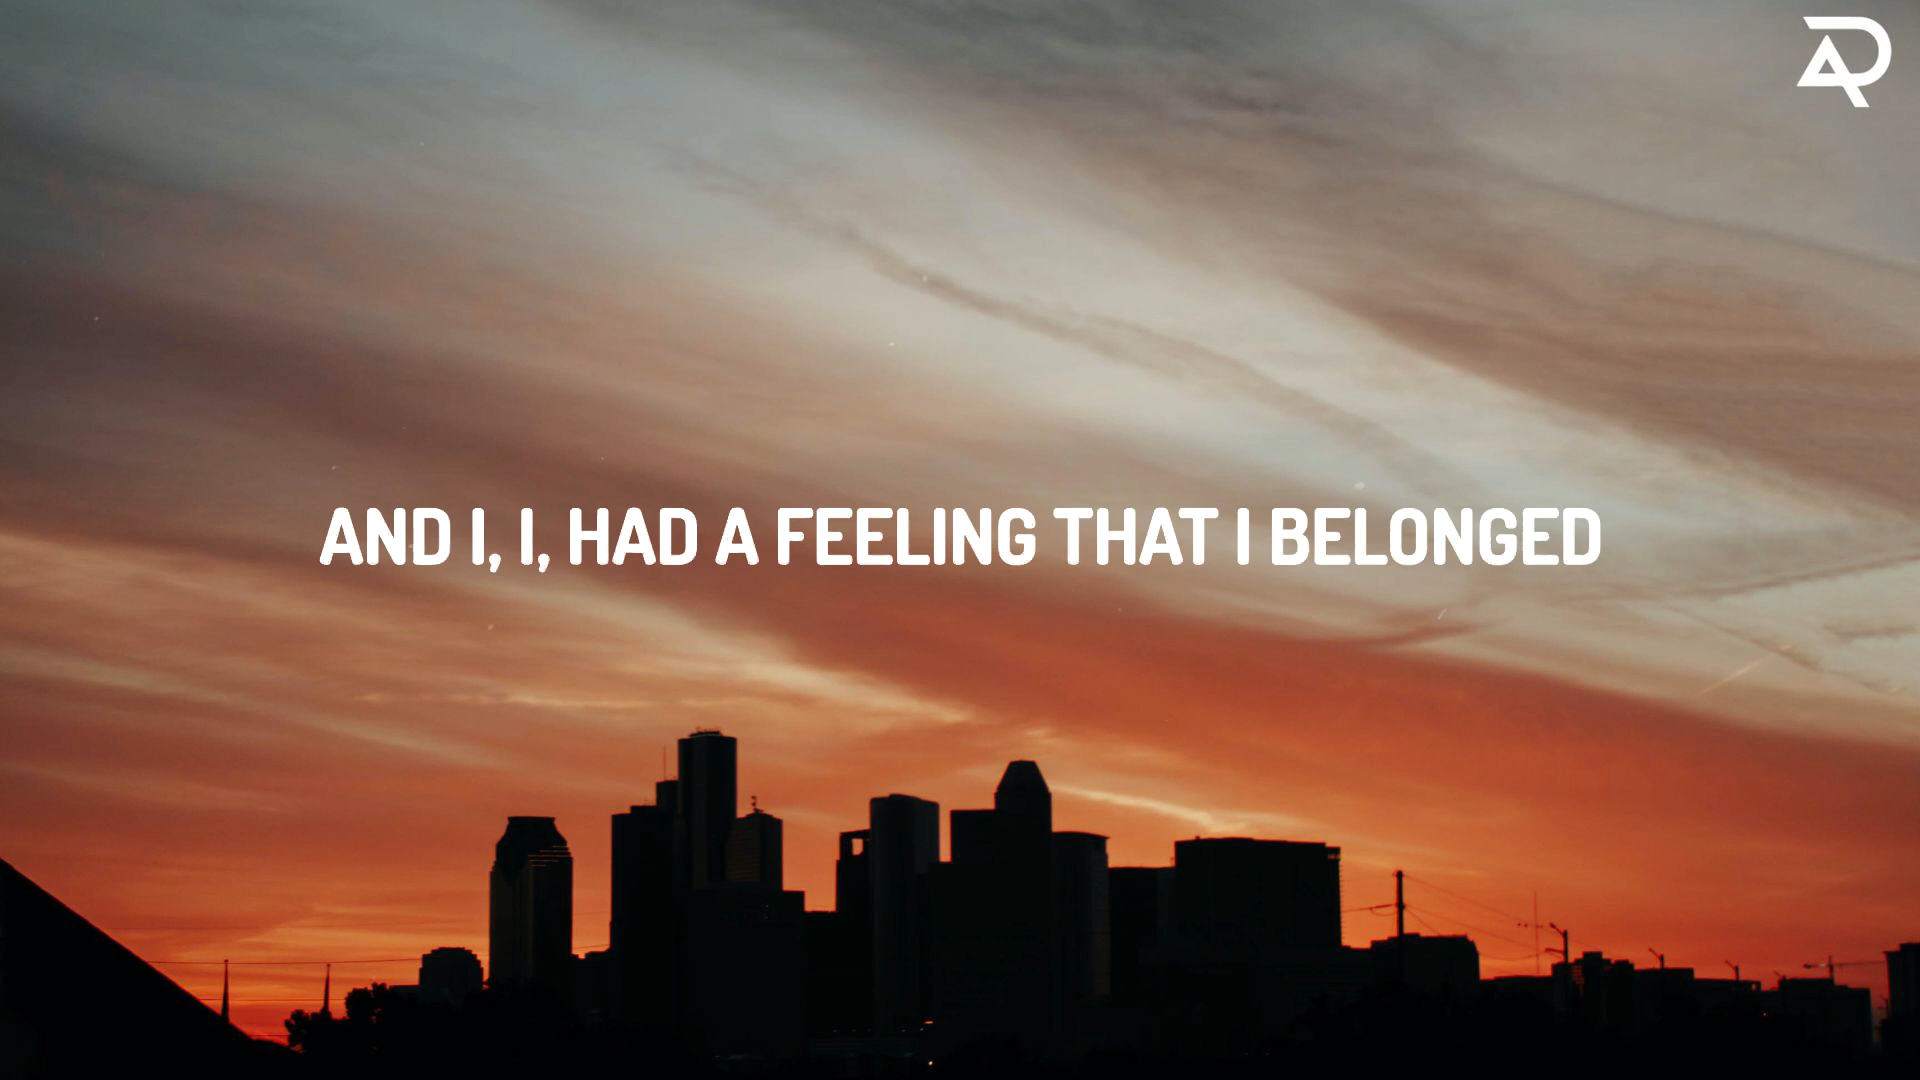 AND I, I, HAD A FEELING THAT I BELONGED